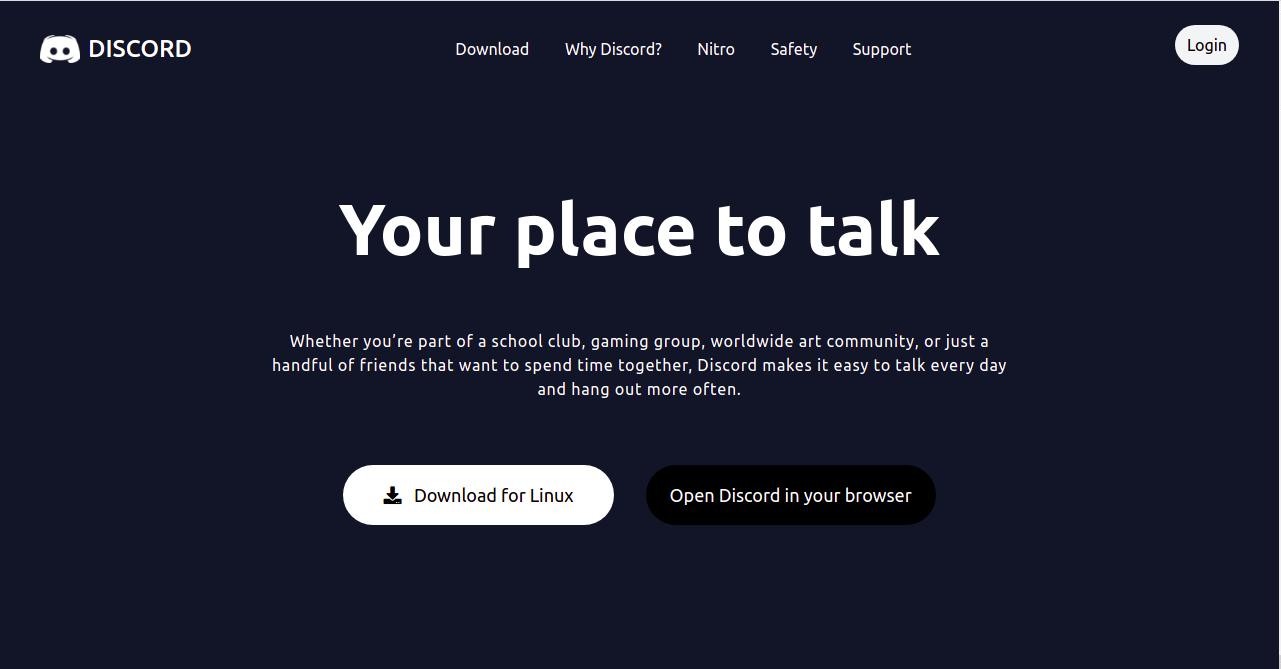 DISCORD
Download Why Discord? Nitro Safety Support
Login
Your place to talk
Whether you’re part of a school club, gaming group, worldwide art community, or just a
handful of friends that want to spend time together, Discord makes it easy to talk every day
and hang out more often.
Download for Linux
Open Discord in your browser